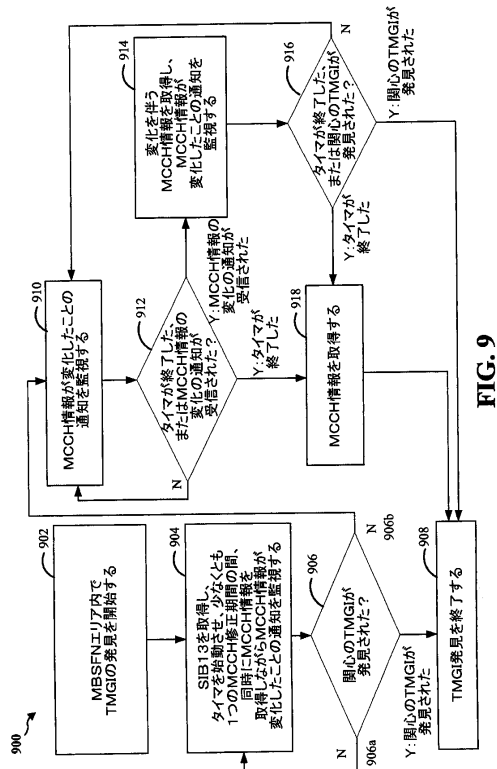 900
902
MBSFNエリア内で
TMGIの発見を開始する
904
SIB13を取得し、
タイマを始動させ、少なくとも
1つのMCCH修正期間の間、
同時にMCCH情報を
取得しながらMCCH情報が
変化したことの通知を監視する
906
関心のTMGIが
発見された?
N
906a
N
906b
Y:関心のTMGIが
発見された
908
TMGI発見を終了する
910
MCCH情報が変化したことの
通知を監視する
912
タイマが終了した、
またはMCCH情報の
変化の通知が
受信された?
N
Y:MCCH情報の
変化の通知が
受信された
Y:タイマが
終了した
914
変化を伴う
MCCH情報を取得し、
MCCH情報が
変化したことの通知を
監視する
916
タイマが終了した、
または関心のTMGIが
発見された?
N
Y:タイマが
終了した
Y:関心のTMGIが
発見された
918
MCCH情報を取得する
FIG. 9